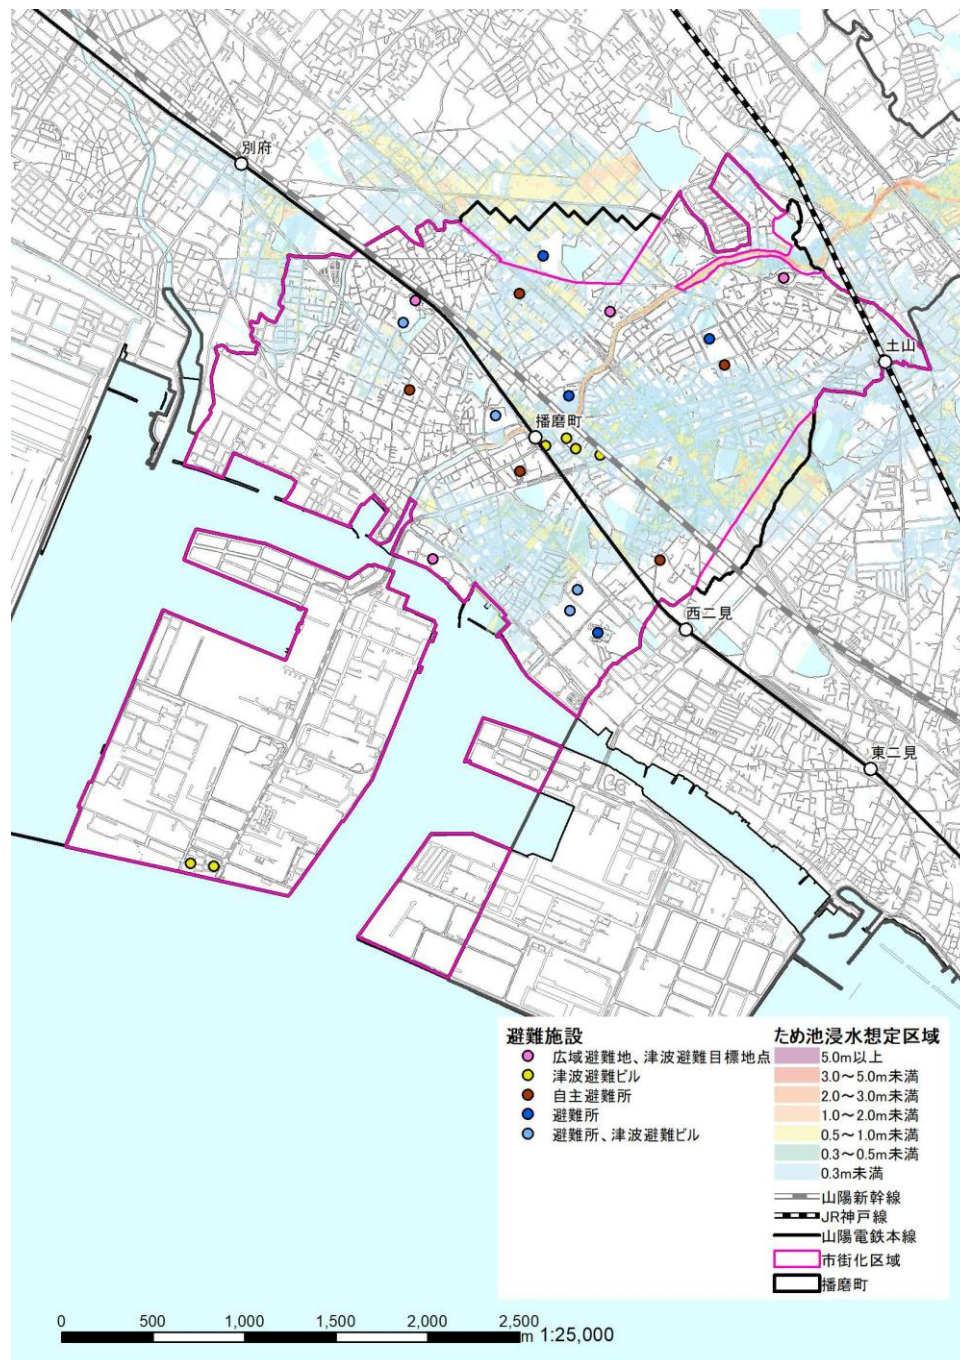 別府
土山
播磨町
西二見
東二見
避難施設
広域避難地、津波避難目標地点
津波避難ビル
自主避難所
避難所
避難所、津波避難ビル
ため池浸水想定区域
5.0m以上
3.0～5.0m未満
2.0～3.0m未満
1.0～2.0m未満
0.5～1.0m未満
0.3～0.5m未満
0.3m未満
山陽新幹線
JR神戸線
山陽電鉄本線
市街化区域
播磨町
0 500 1,000 1,500 2,000 2,500
m 1:25,000